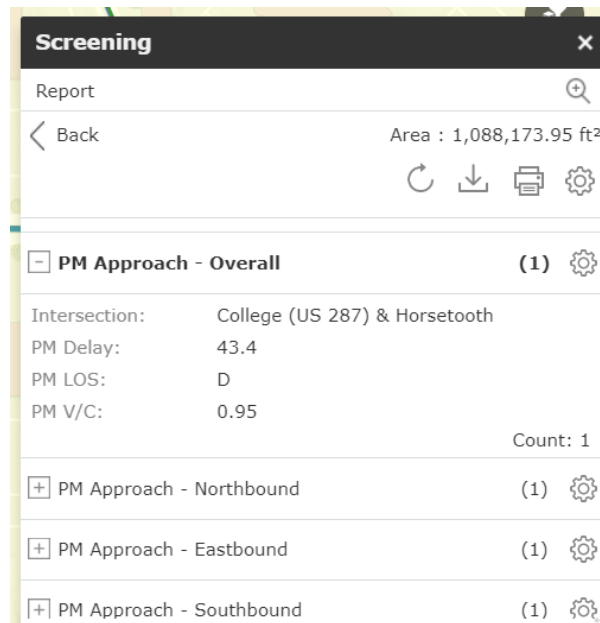 Screening
Report
Back Area : 1,088,173.95 ft²
PM Approach - Overall (1)
Intersection: College (US 287) & Horsetooth
PM Delay: 43.4
PM LOS: D
PM V/C: 0.95
Count: 1
PM Approach - Northbound (1)
PM Approach - Eastbound (1)
PM Approach - Southbound (1)